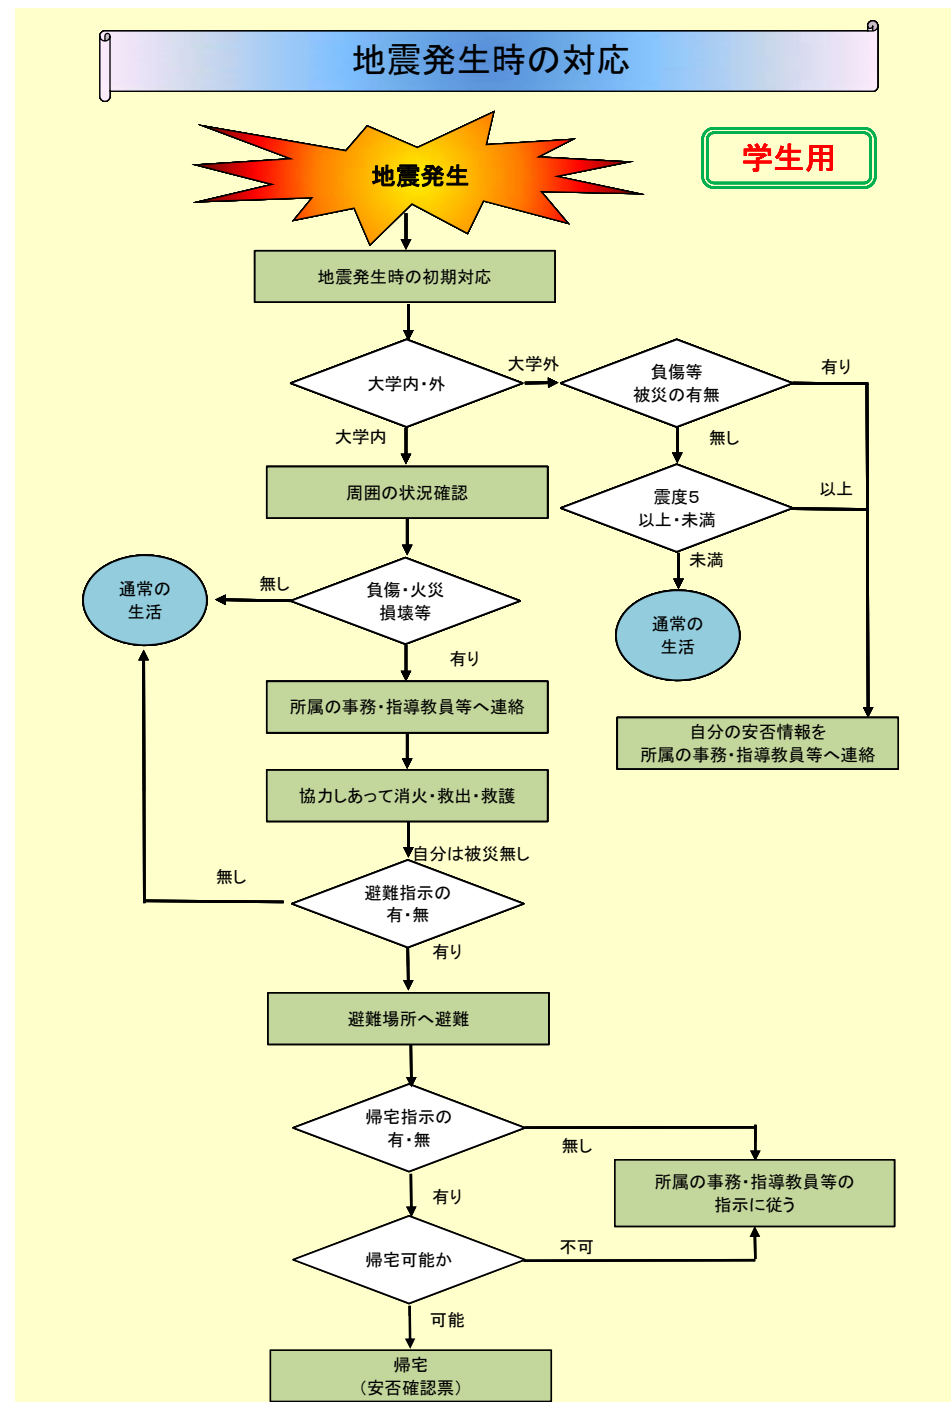 地震発生時の対応
地震発生
学生用
地震発生時の初期対応
大学内・外
大学外
負傷等
被災の有無
有り
大学内
無し
周囲の状況確認
震度5
以上・未満
以上
未満
負傷・火災
損壊等
無し
通常の
生活
通常の
生活
有り
所属の事務・指導教員等へ連絡
自分の安否情報を
所属の事務・指導教員等へ連絡
協力しあって消火・救出・救護
自分は被災無し
避難指示の
有・無
無し
有り
避難場所へ避難
帰宅指示の
有・無
無し
所属の事務・指導教員等の
指示に従う
有り
帰宅可能か
不可
可能
帰宅
（安否確認票）